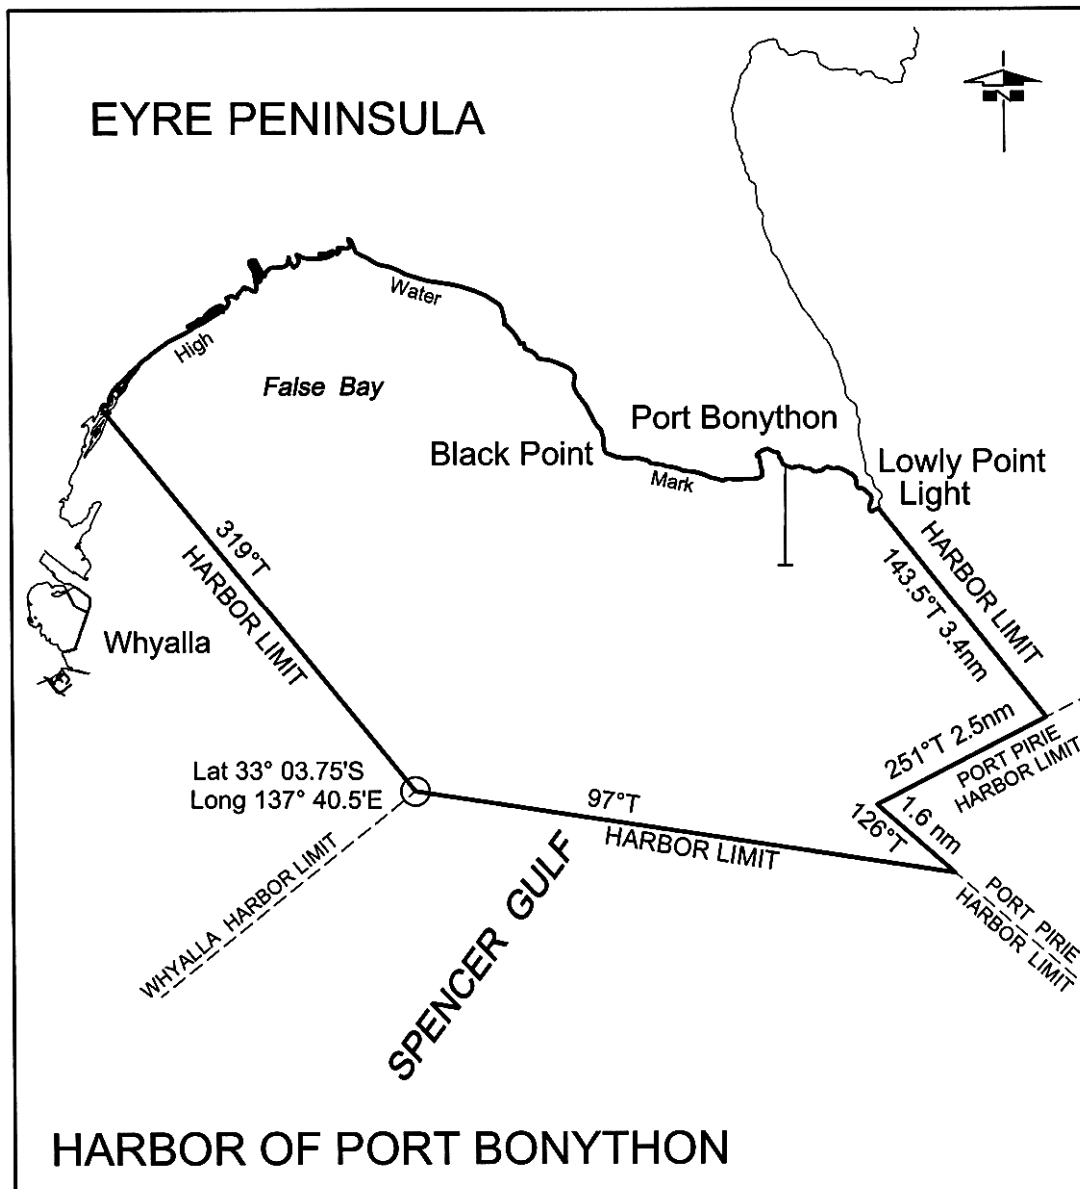 EYRE PENINSULA
N
Water
High
False Bay
Port Bonython
Black Point
Mark
Lowly Point
Light
319°T
HARBOR LIMIT
HARBOR LIMIT
143.5°T 3.4nm
Whyalla
251°T 2.5nm
PORT PIRIE
HARBOR LIMIT
Lat 33° 03.75'S
Long 137° 40.5'E
97°T
HARBOR LIMIT
1.6 nm
126°T
WHYALLA HARBOR LIMIT
SPENCER GULF
PORT PIRIE
HARBOR LIMIT
HARBOR OF PORT BONYTHON